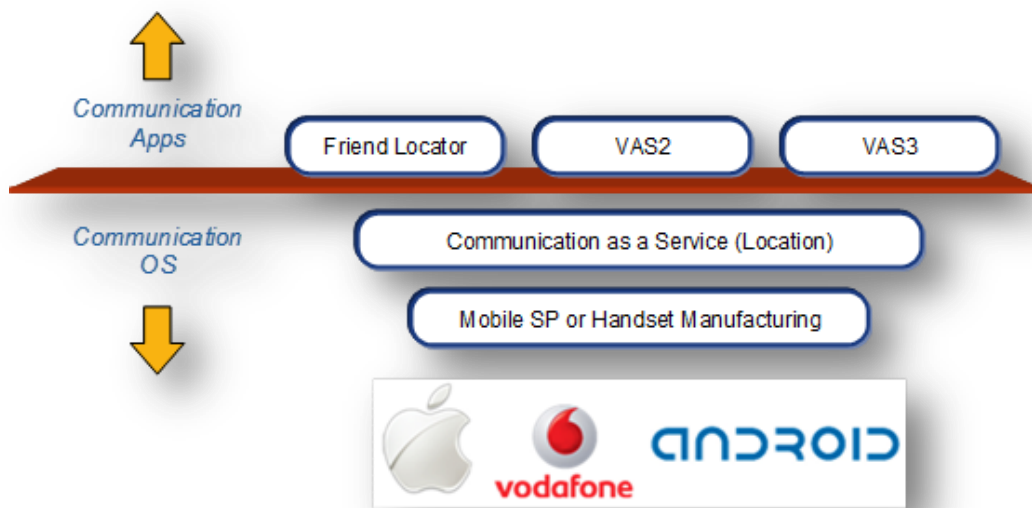 Communication
Apps
Friend Locator
VAS2
VAS3
Communication
OS
Communication as a Service (Location)
Mobile SP or Handset Manufacturing
vodafone
ANDROID